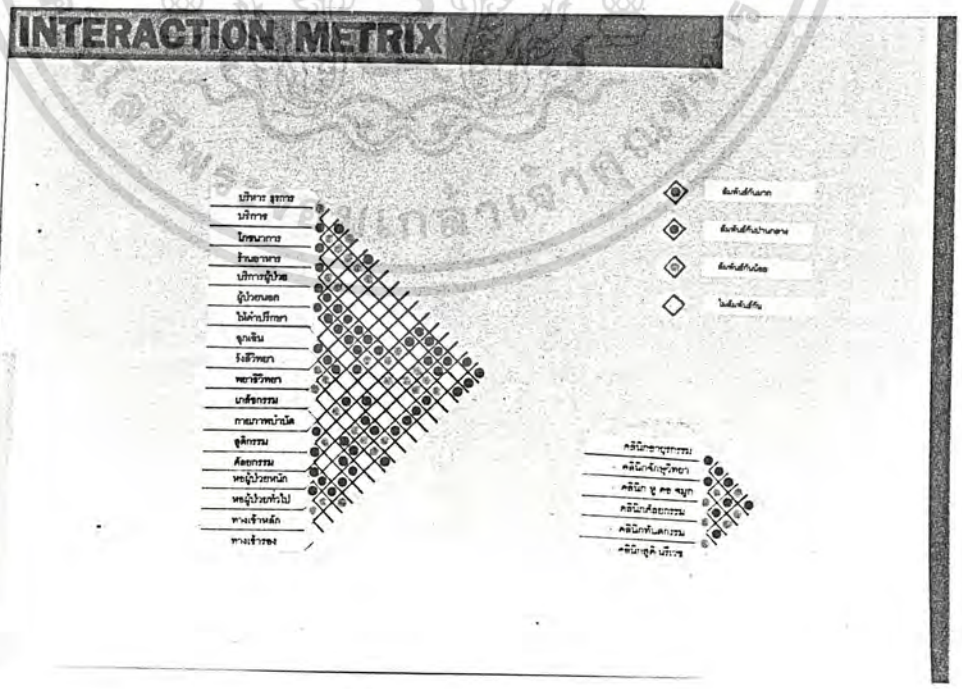 INTERACTION METRIX
บริหาร ธุรการ
บริการ
โภชนาการ
ร้านอาหาร
บริการผู้ป่วย
ผู้ป่วยนอก
ให้คำปรึกษา
ฉุกเฉิน
รังสีวิทยา
พยาธิวิทยา
เภสัชกรรม
กายภาพบำบัด
สูติกรรม
ศัลยกรรม
หอผู้ป่วยหนัก
หอผู้ป่วยทั่วไป
ทางเข้าหลัก
ทางเข้ารอง
สัมพันธ์กันมาก
สัมพันธ์กันปานกลาง
สัมพันธ์กันน้อย
ไม่สัมพันธ์กัน
คลินิกอายุรกรรม
คลินิกจักษุวิทยา
คลินิก หู คอ จมูก
คลินิกศัลยกรรม
คลินิกทันตกรรม
คลินิกสูติ นรีเวช